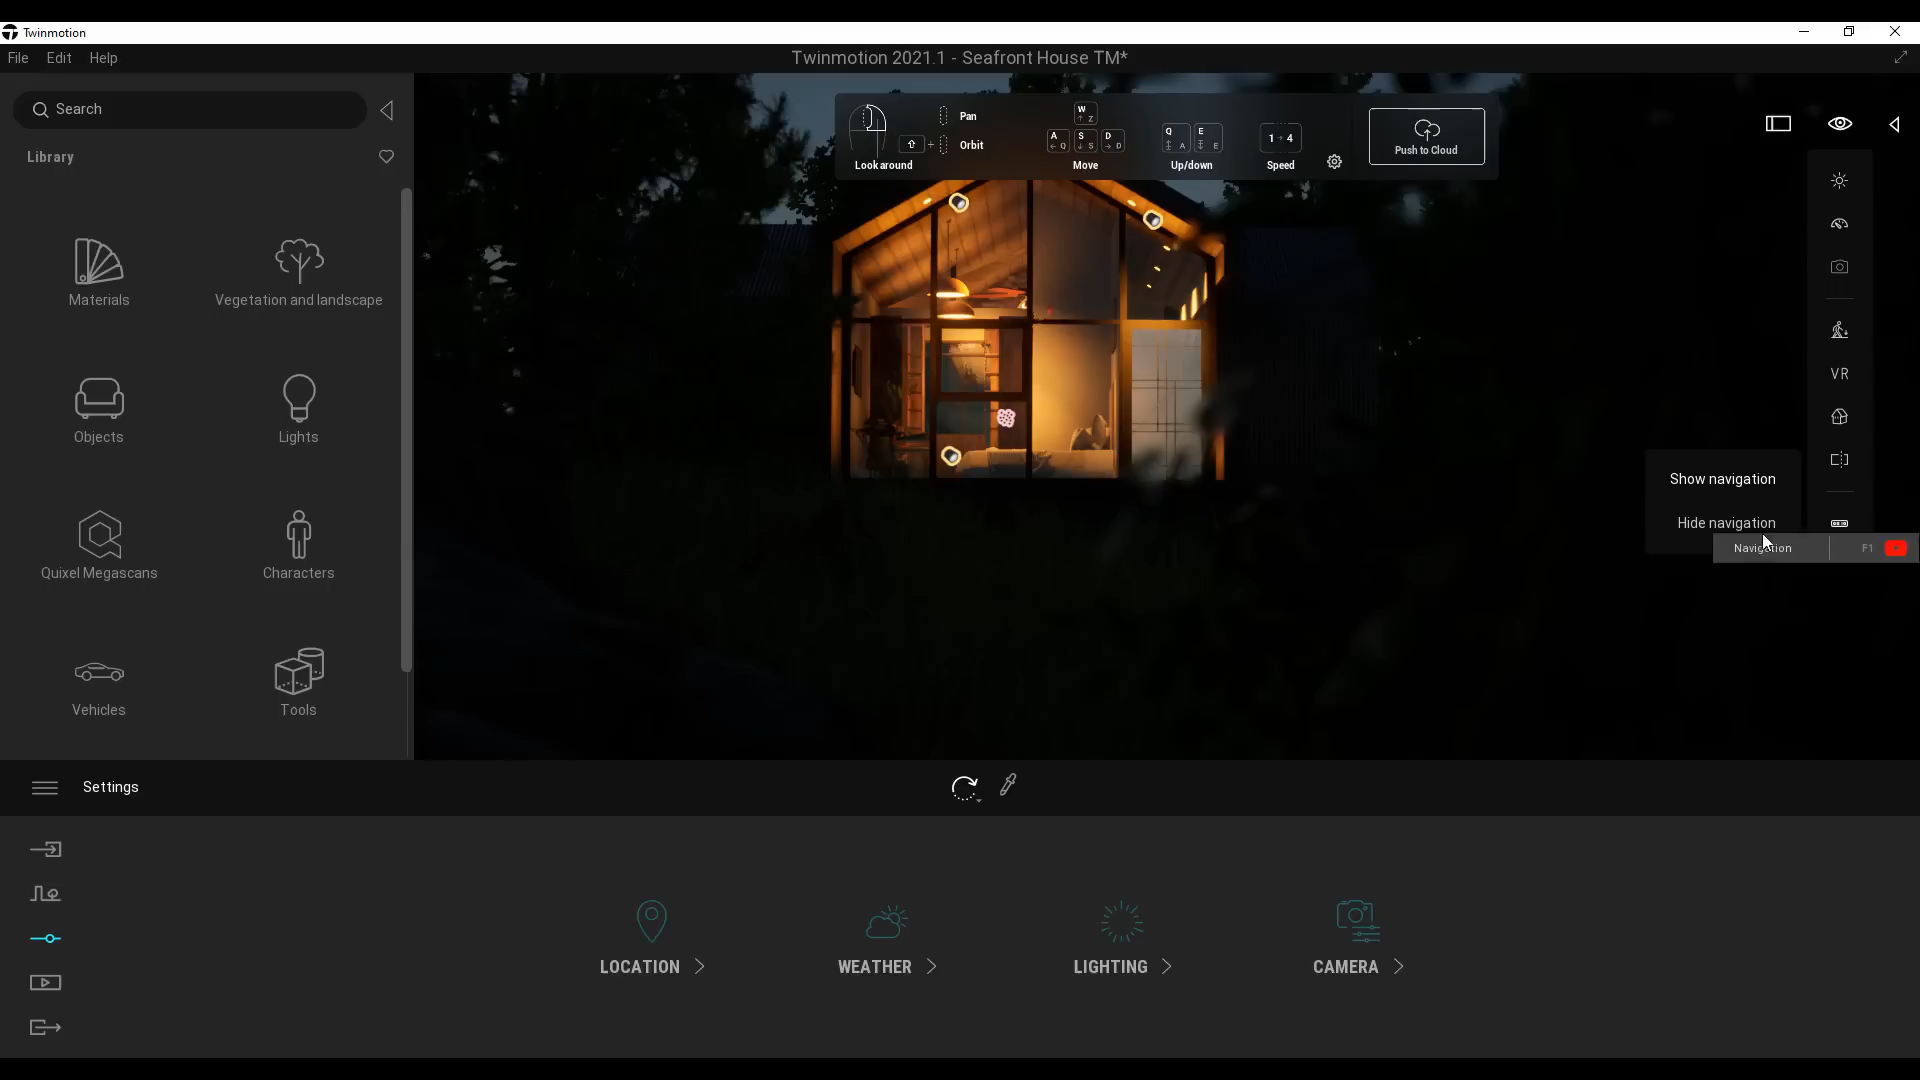 Twinmotion
File Edit Help
Twinmotion 2021.1 - Seafront House TM*
Search
Library
Materials
Vegetation and landscape
Objects
Lights
Quixel Megascans
Characters
Vehicles
Tools
Pan
+ Orbit
Look around
W
Z
A S D
Q S D
Move
Q E
A E
Up/down
1 4
Speed
Push to Cloud
VR
Show navigation
Hide navigation
Navigation F1
Settings
LOCATION
WEATHER
LIGHTING
CAMERA